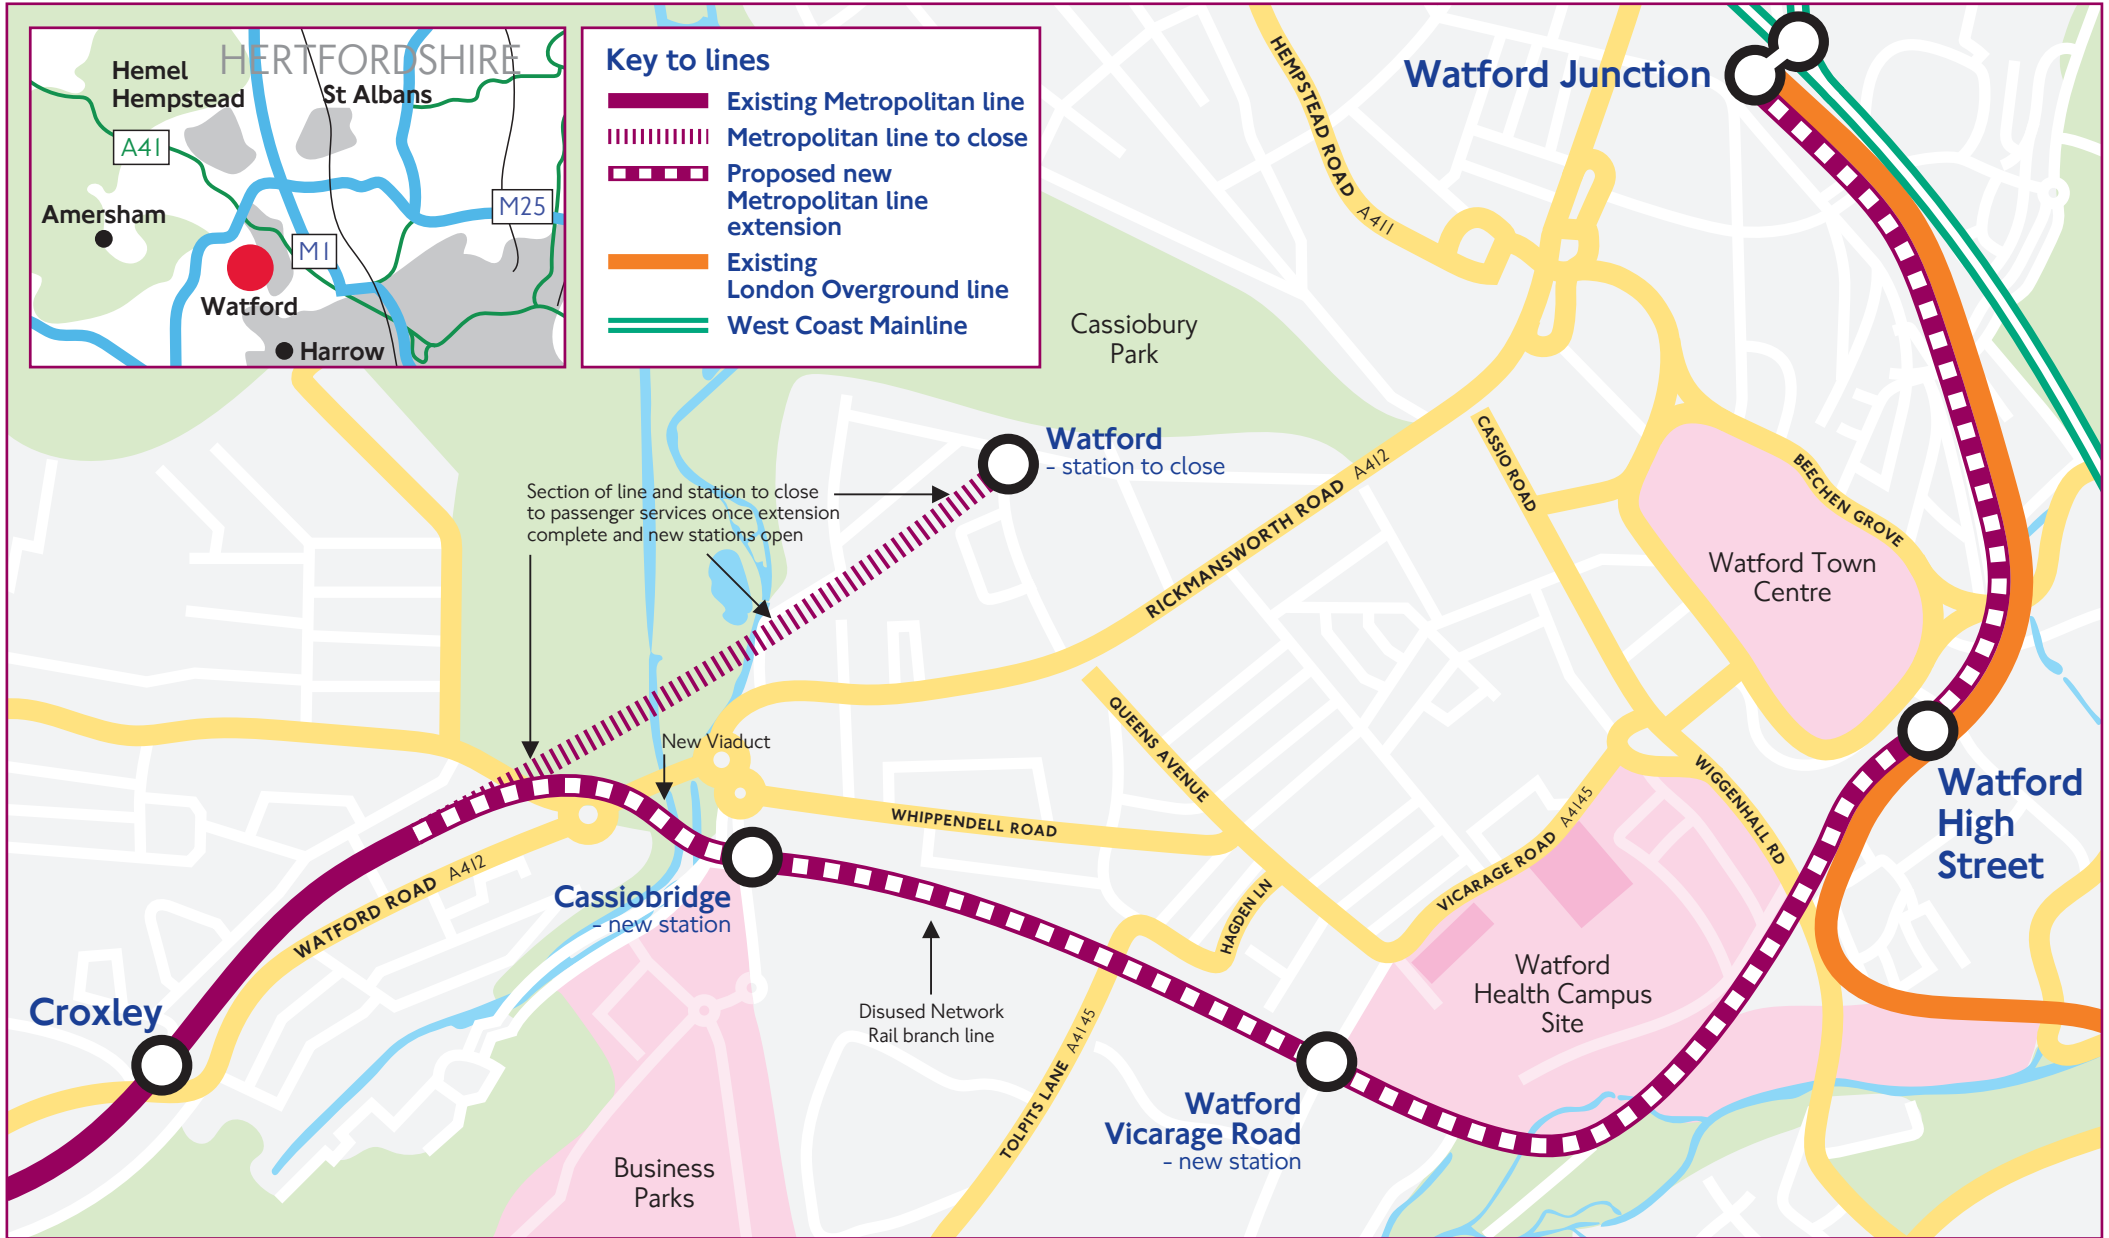 HERTFORDSHIRE
Hemel
Hempstead
St Albans
A41
Amersham
M25
M1
Watford
Harrow
Key to lines
Existing Metropolitan line
Metropolitan line to close
Proposed new
Metropolitan line
extension
Existing
London Overground line
West Coast Mainline
HEMPSTEAD ROAD A411
Watford Junction
Cassiobury
Park
Watford
- station to close
Section of line and station to close
to passenger services once extension
complete and new stations open
RICKMANSWORTH ROAD A412
CASSIO ROAD
BEECHEN GROVE
Watford Town
Centre
New Viaduct
QUEENS AVENUE
WHIPPENDELL ROAD
WIGGENHALL RD
VICARAGE ROAD A4145
Watford
High
Street
WATFORD ROAD A412
Cassiobridge
- new station
HAGDEN LN
Watford
Health Campus
Site
Croxley
Disused Network
Rail branch line
TOLPITS LANE A4145
Watford
Vicarage Road
- new station
Business
Parks